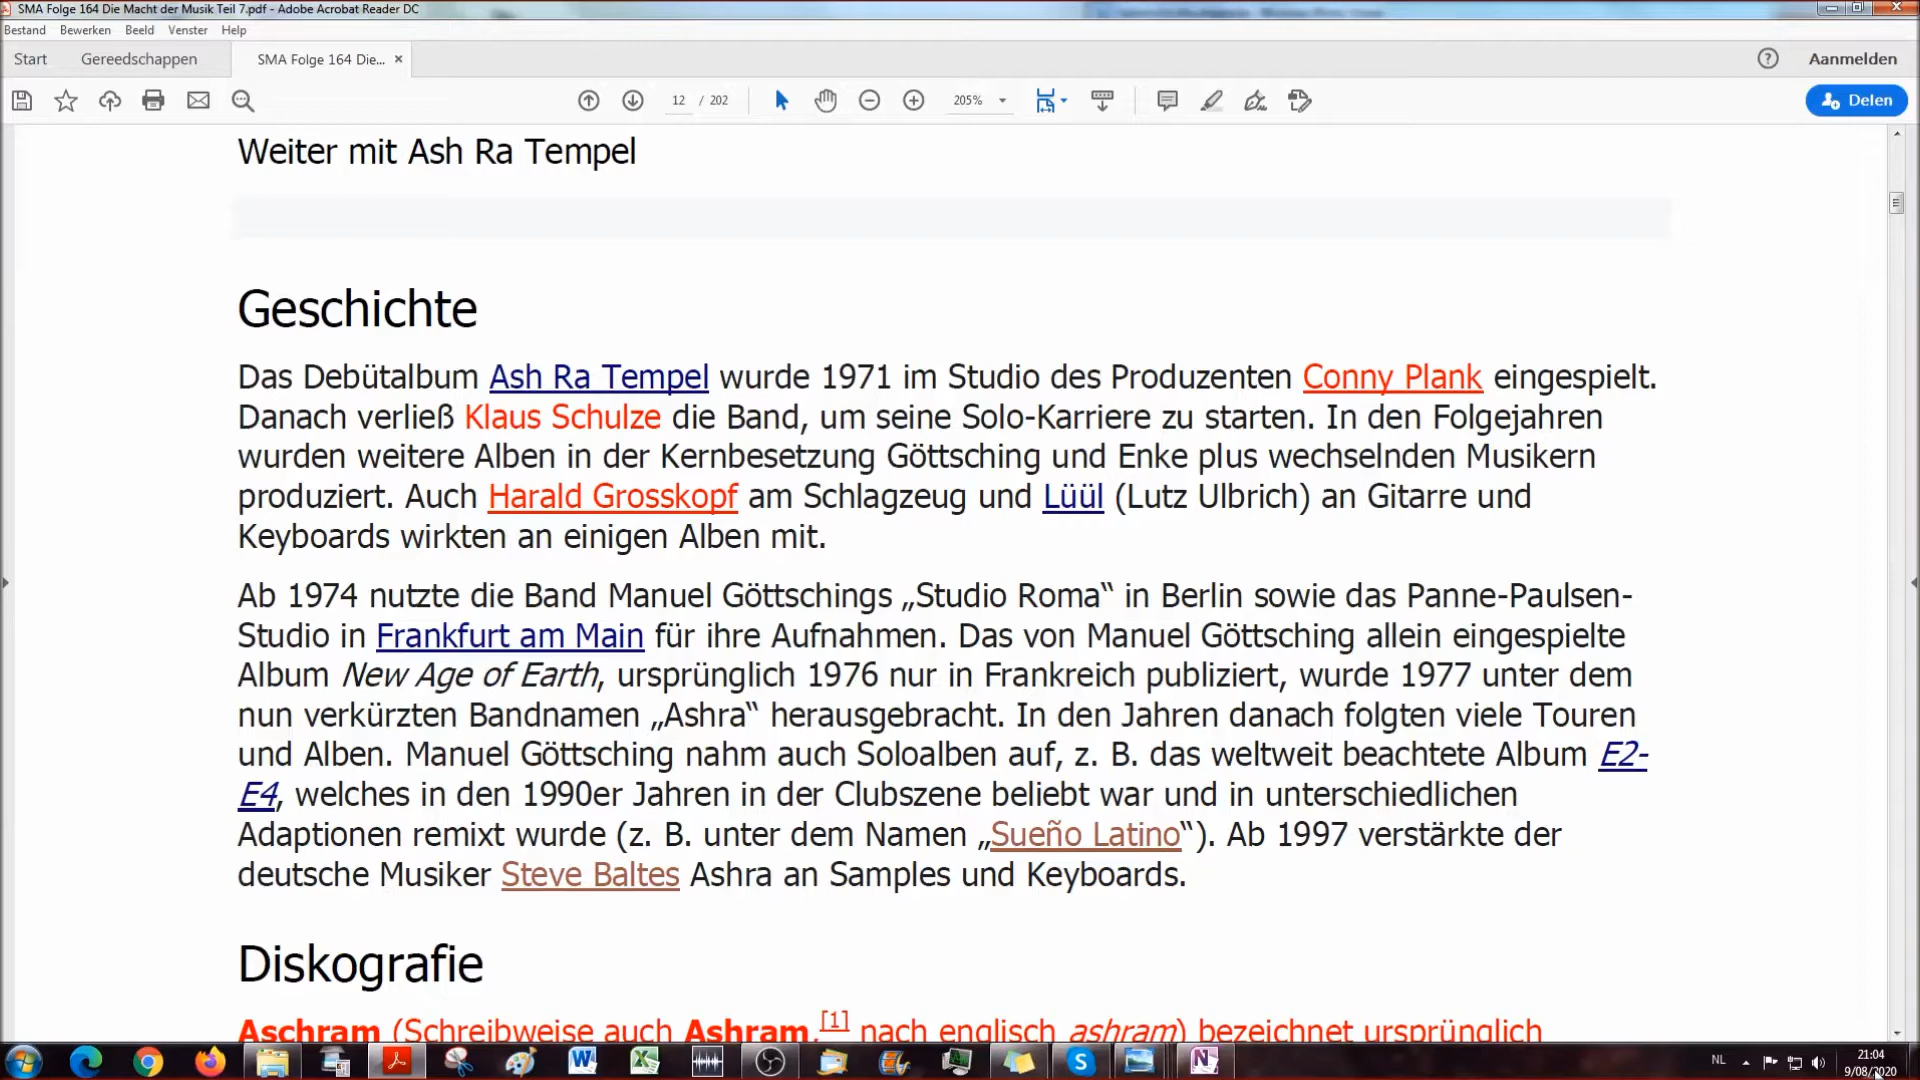 SMA Folge 164 Die Macht der Musik Teil 7.pdf - Adobe Acrobat Reader DC
Bestand Bewerken Beeld Venster Help
Start Gereedschappen SMA Folge 164 Die... × Aanmelden
12 / 202 205% Delen
Weiter mit Ash Ra Tempel
Geschichte
Das Debütalbum Ash Ra Tempel wurde 1971 im Studio des Produzenten Conny Plank eingespielt.
Danach verließ Klaus Schulze die Band, um seine Solo-Karriere zu starten. In den Folgejahren
wurden weitere Alben in der Kernbesetzung Göttsching und Enke plus wechselnden Musikern
produziert. Auch Harald Grosskopf am Schlagzeug und Lüül (Lutz Ulbrich) an Gitarre und
Keyboards wirkten an einigen Alben mit.
Ab 1974 nutzte die Band Manuel Göttschings „Studio Roma“ in Berlin sowie das Panne-Paulsen-
Studio in Frankfurt am Main für ihre Aufnahmen. Das von Manuel Göttsching allein eingespielte
Album New Age of Earth, ursprünglich 1976 nur in Frankreich publiziert, wurde 1977 unter dem
nun verkürzten Bandnamen „Ashra“ herausgebracht. In den Jahren danach folgten viele Touren
und Alben. Manuel Göttsching nahm auch Soloalben auf, z. B. das weltweit beachtete Album E2-
E4, welches in den 1990er Jahren in der Clubszene beliebt war und in unterschiedlichen
Adaptionen remixt wurde (z. B. unter dem Namen „Sueño Latino“). Ab 1997 verstärkte der
deutsche Musiker Steve Baltes Ashra an Samples und Keyboards.
Diskografie
Aschram (Schreibweise auch Ashram,[1] nach englisch ashram) bezeichnet ursprünglich
NL 21:04
9/08/2020